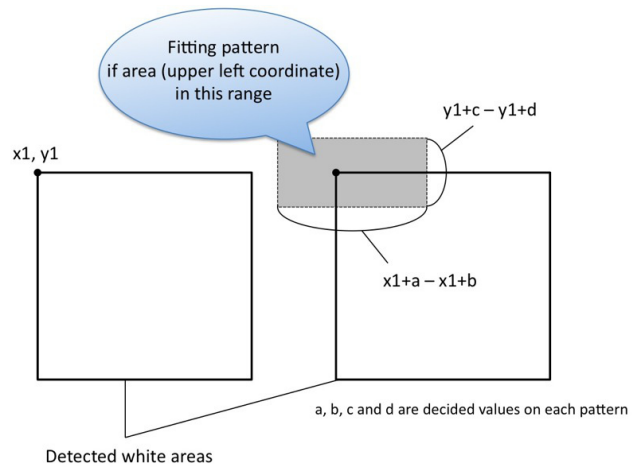 Fitting pattern
if area (upper left coordinate)
in this range
y1+c – y1+d
x1, y1
x1+a – x1+b
a, b, c and d are decided values on each pattern
Detected white areas